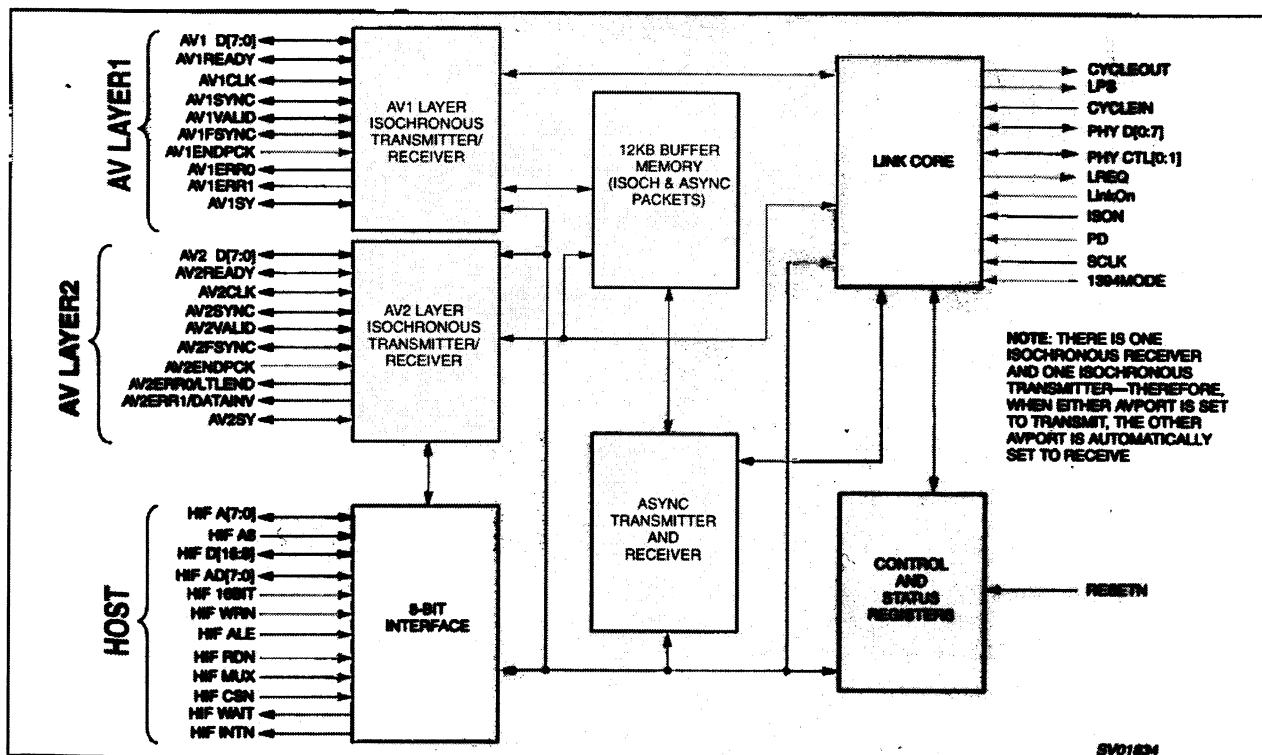 AV LAYER1
AV1 D[7:0]
AV1READY
AV1CLK
AV1SYNC
AV1VALID
AV1FSYNC
AV1ENDPCK
AV1ERR0
AV1ERR1
AV1SY
AV1 LAYER
ISOCHRONOUS
TRANSMITTER/
RECEIVER
12KB BUFFER
MEMORY
(ISOCH & ASYNC
PACKETS)
LINK CORE
CYCLEOUT
LPS
CYCLEIN
PHY D[0:7]
PHY CTL[0:1]
LREQ
LinkOn
ISON
PD
SCLK
1394MODE
AV LAYER2
AV2 D[7:0]
AV2READY
AV2CLK
AV2SYNC
AV2VALID
AV2FSYNC
AV2ENDPCK
AV2ERR0/LTLEND
AV2ERR1/DATAINV
AV2SY
AV2 LAYER
ISOCHRONOUS
TRANSMITTER/
RECEIVER
NOTE: THERE IS ONE
ISOCHRONOUS RECEIVER
AND ONE ISOCHRONOUS
TRANSMITTER—THEREFORE,
WHEN EITHER AVPORT IS SET
TO TRANSMIT, THE OTHER
AVPORT IS AUTOMATICALLY
SET TO RECEIVE
HOST
HIF A[7:0]
HIF A8
HIF D[15:8]
HIF AD[7:0]
HIF 16BIT
HIF WRN
HIF ALE
HIF RDN
HIF MUX
HIF CSN
HIF WAIT
HIF INTN
8-BIT
INTERFACE
ASYNC
TRANSMITTER
AND
RECEIVER
CONTROL
AND
STATUS
REGISTERS
RESETN
SV01834